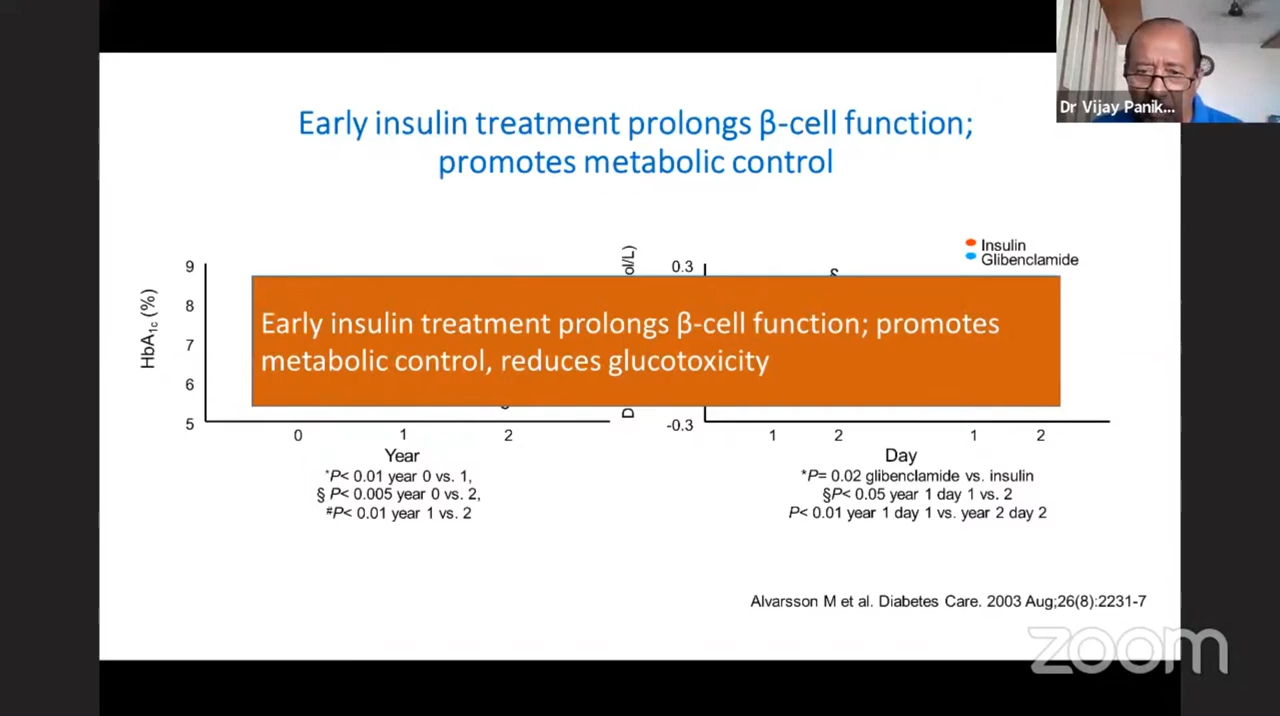 Dr Vijay Panik...
Early insulin treatment prolongs β-cell function;
promotes metabolic control
Insulin
Glibenclamide
HbA1c (%)
9
8
7
6
5
0
1
2
Year
*P< 0.01 year 0 vs. 1,
§ P< 0.005 year 0 vs. 2,
#P< 0.01 year 1 vs. 2
Early insulin treatment prolongs β-cell function; promotes
metabolic control, reduces glucotoxicity
ol/L)
D
0.3
-0.3
1
2
1
2
Day
*P= 0.02 glibenclamide vs. insulin
§P< 0.05 year 1 day 1 vs. 2
P< 0.01 year 1 day 1 vs. year 2 day 2
Alvarsson M et al. Diabetes Care. 2003 Aug;26(8):2231-7
zoom